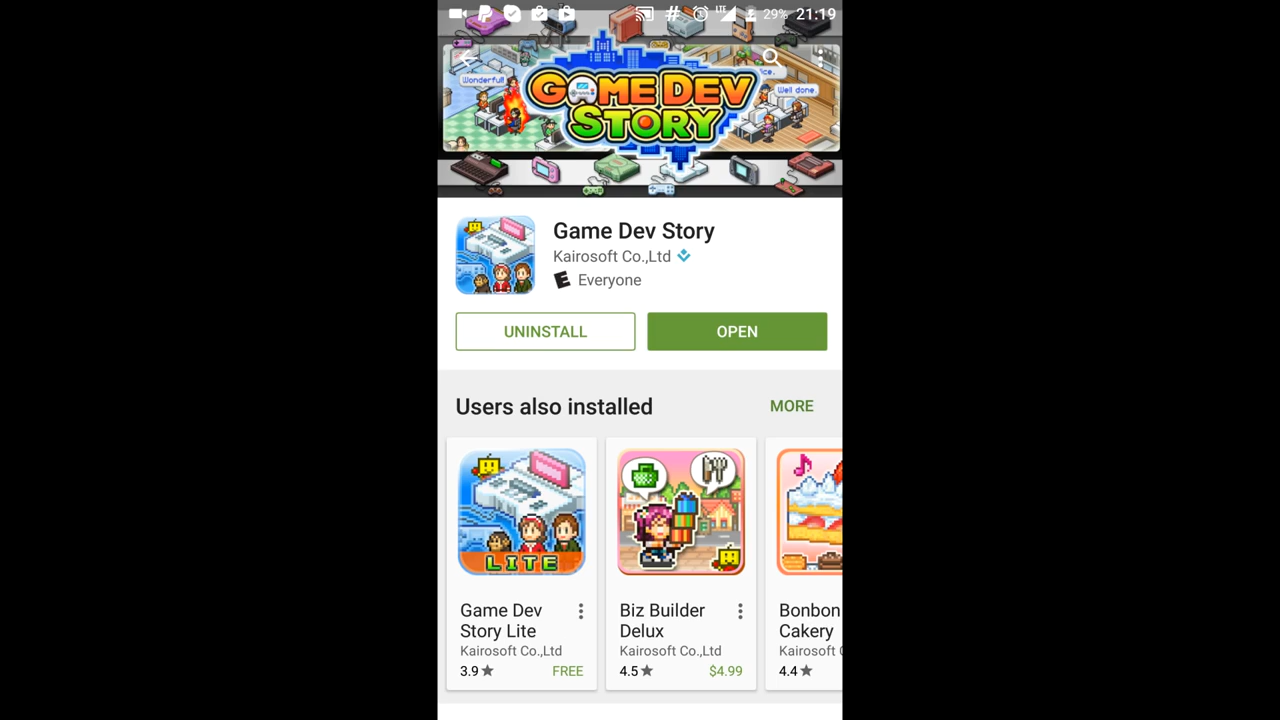 LTE
29%
21:19
Wonderful!
ice.
Well done.
GAME DEV
STORY
Game Dev Story
Kairosoft Co.,Ltd
Everyone
UNINSTALL
OPEN
Users also installed
MORE
LITE
Game Dev
Story Lite
Kairosoft Co.,Ltd
3.9★
FREE
Biz Builder
Delux
Kairosoft Co.,Ltd
4.5★
$4.99
Bonbon
Cakery
Kairosoft
4.4★